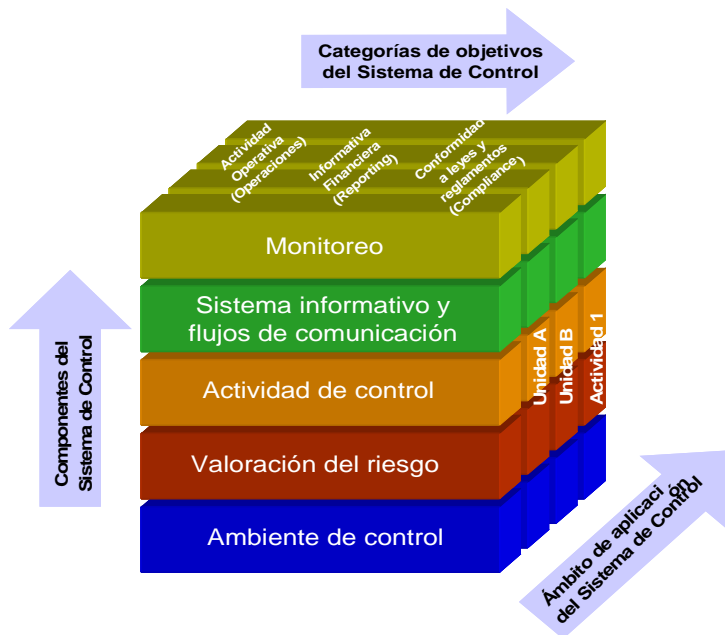 Categorías de objetivos
del Sistema de Control
Actividad
Operativa
(Operaciones)
Informativa
Financiera
(Reporting)
Conformidad
a leyes y
reglamentos
(Compliance)
Monitoreo
Sistema informativo y
flujos de comunicación
Actividad de control
Valoración del riesgo
Ambiente de control
Unidad A
Unidad B
Actividad 1
Componentes del
Sistema de Control
Ámbito de aplicación
del Sistema de Control